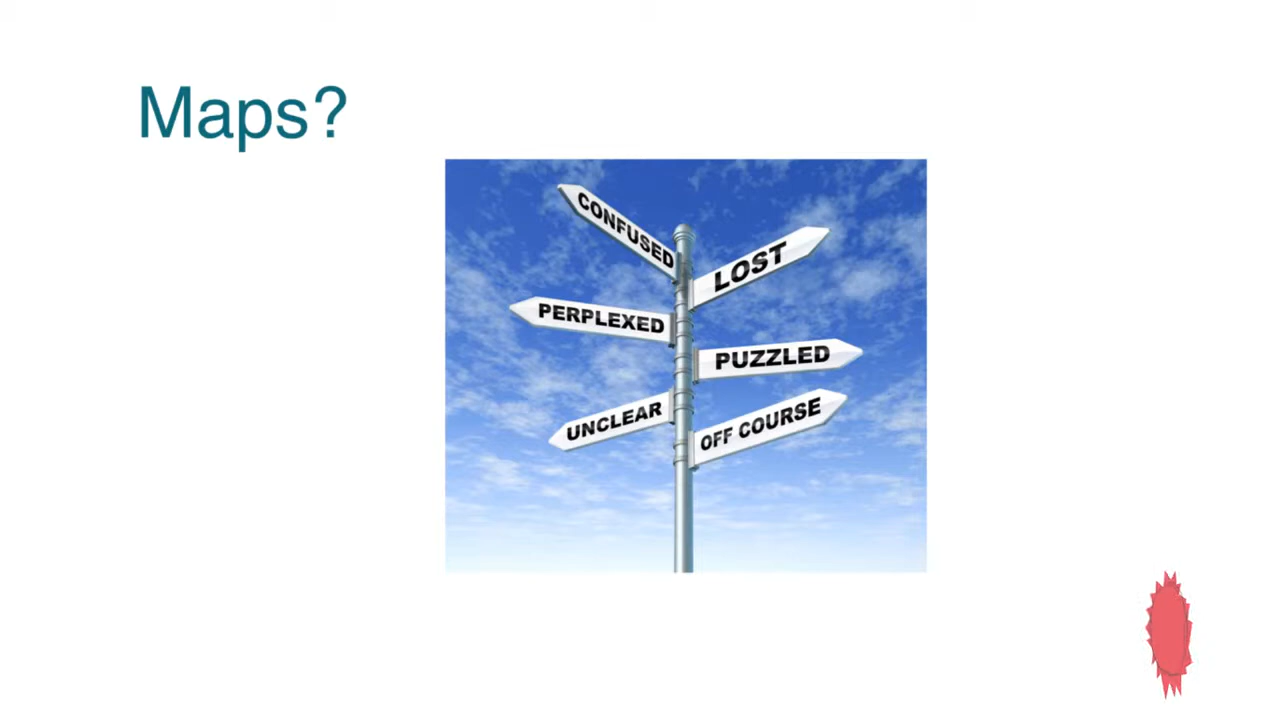 Maps?
CONFUSED
LOST
PERPLEXED
PUZZLED
UNCLEAR
OFF COURSE